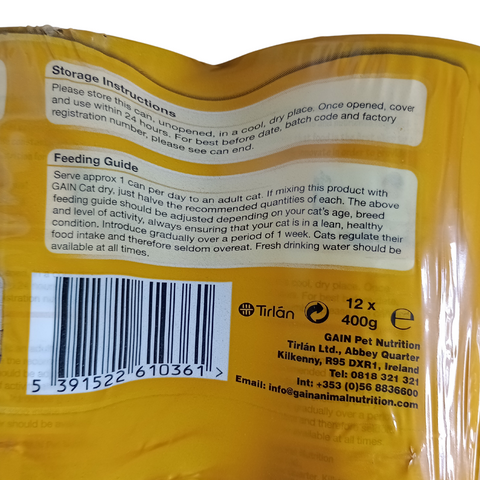 Storage Instructions
Please store this can, unopened, in a cool, dry place. Once opened, cover
and use within 24 hours. For best before date, batch code and factory
registration number, please see can end.
Feeding Guide
Serve approx 1 can per day to an adult cat. If mixing this product with
GAIN Cat dry, just halve the recommended quantities of each. The above
feeding guide should be adjusted depending on your cat's age, breed
and level of activity, always ensuring that your cat is in a lean, healthy
condition. Introduce gradually over a period of 1 week. Cats regulate their
food intake and therefore seldom overeat. Fresh drinking water should be
available at all times.
Tirlán
12 x
400g e
GAIN Pet Nutrition
Tirlán Ltd., Abbey Quarter
Kilkenny, R95 DXR1, Ireland
Tel: 0818 321 321
Int: +353 (0)56 8836600
Email: info@gainanimalnutrition.com
5 391522 610361 >